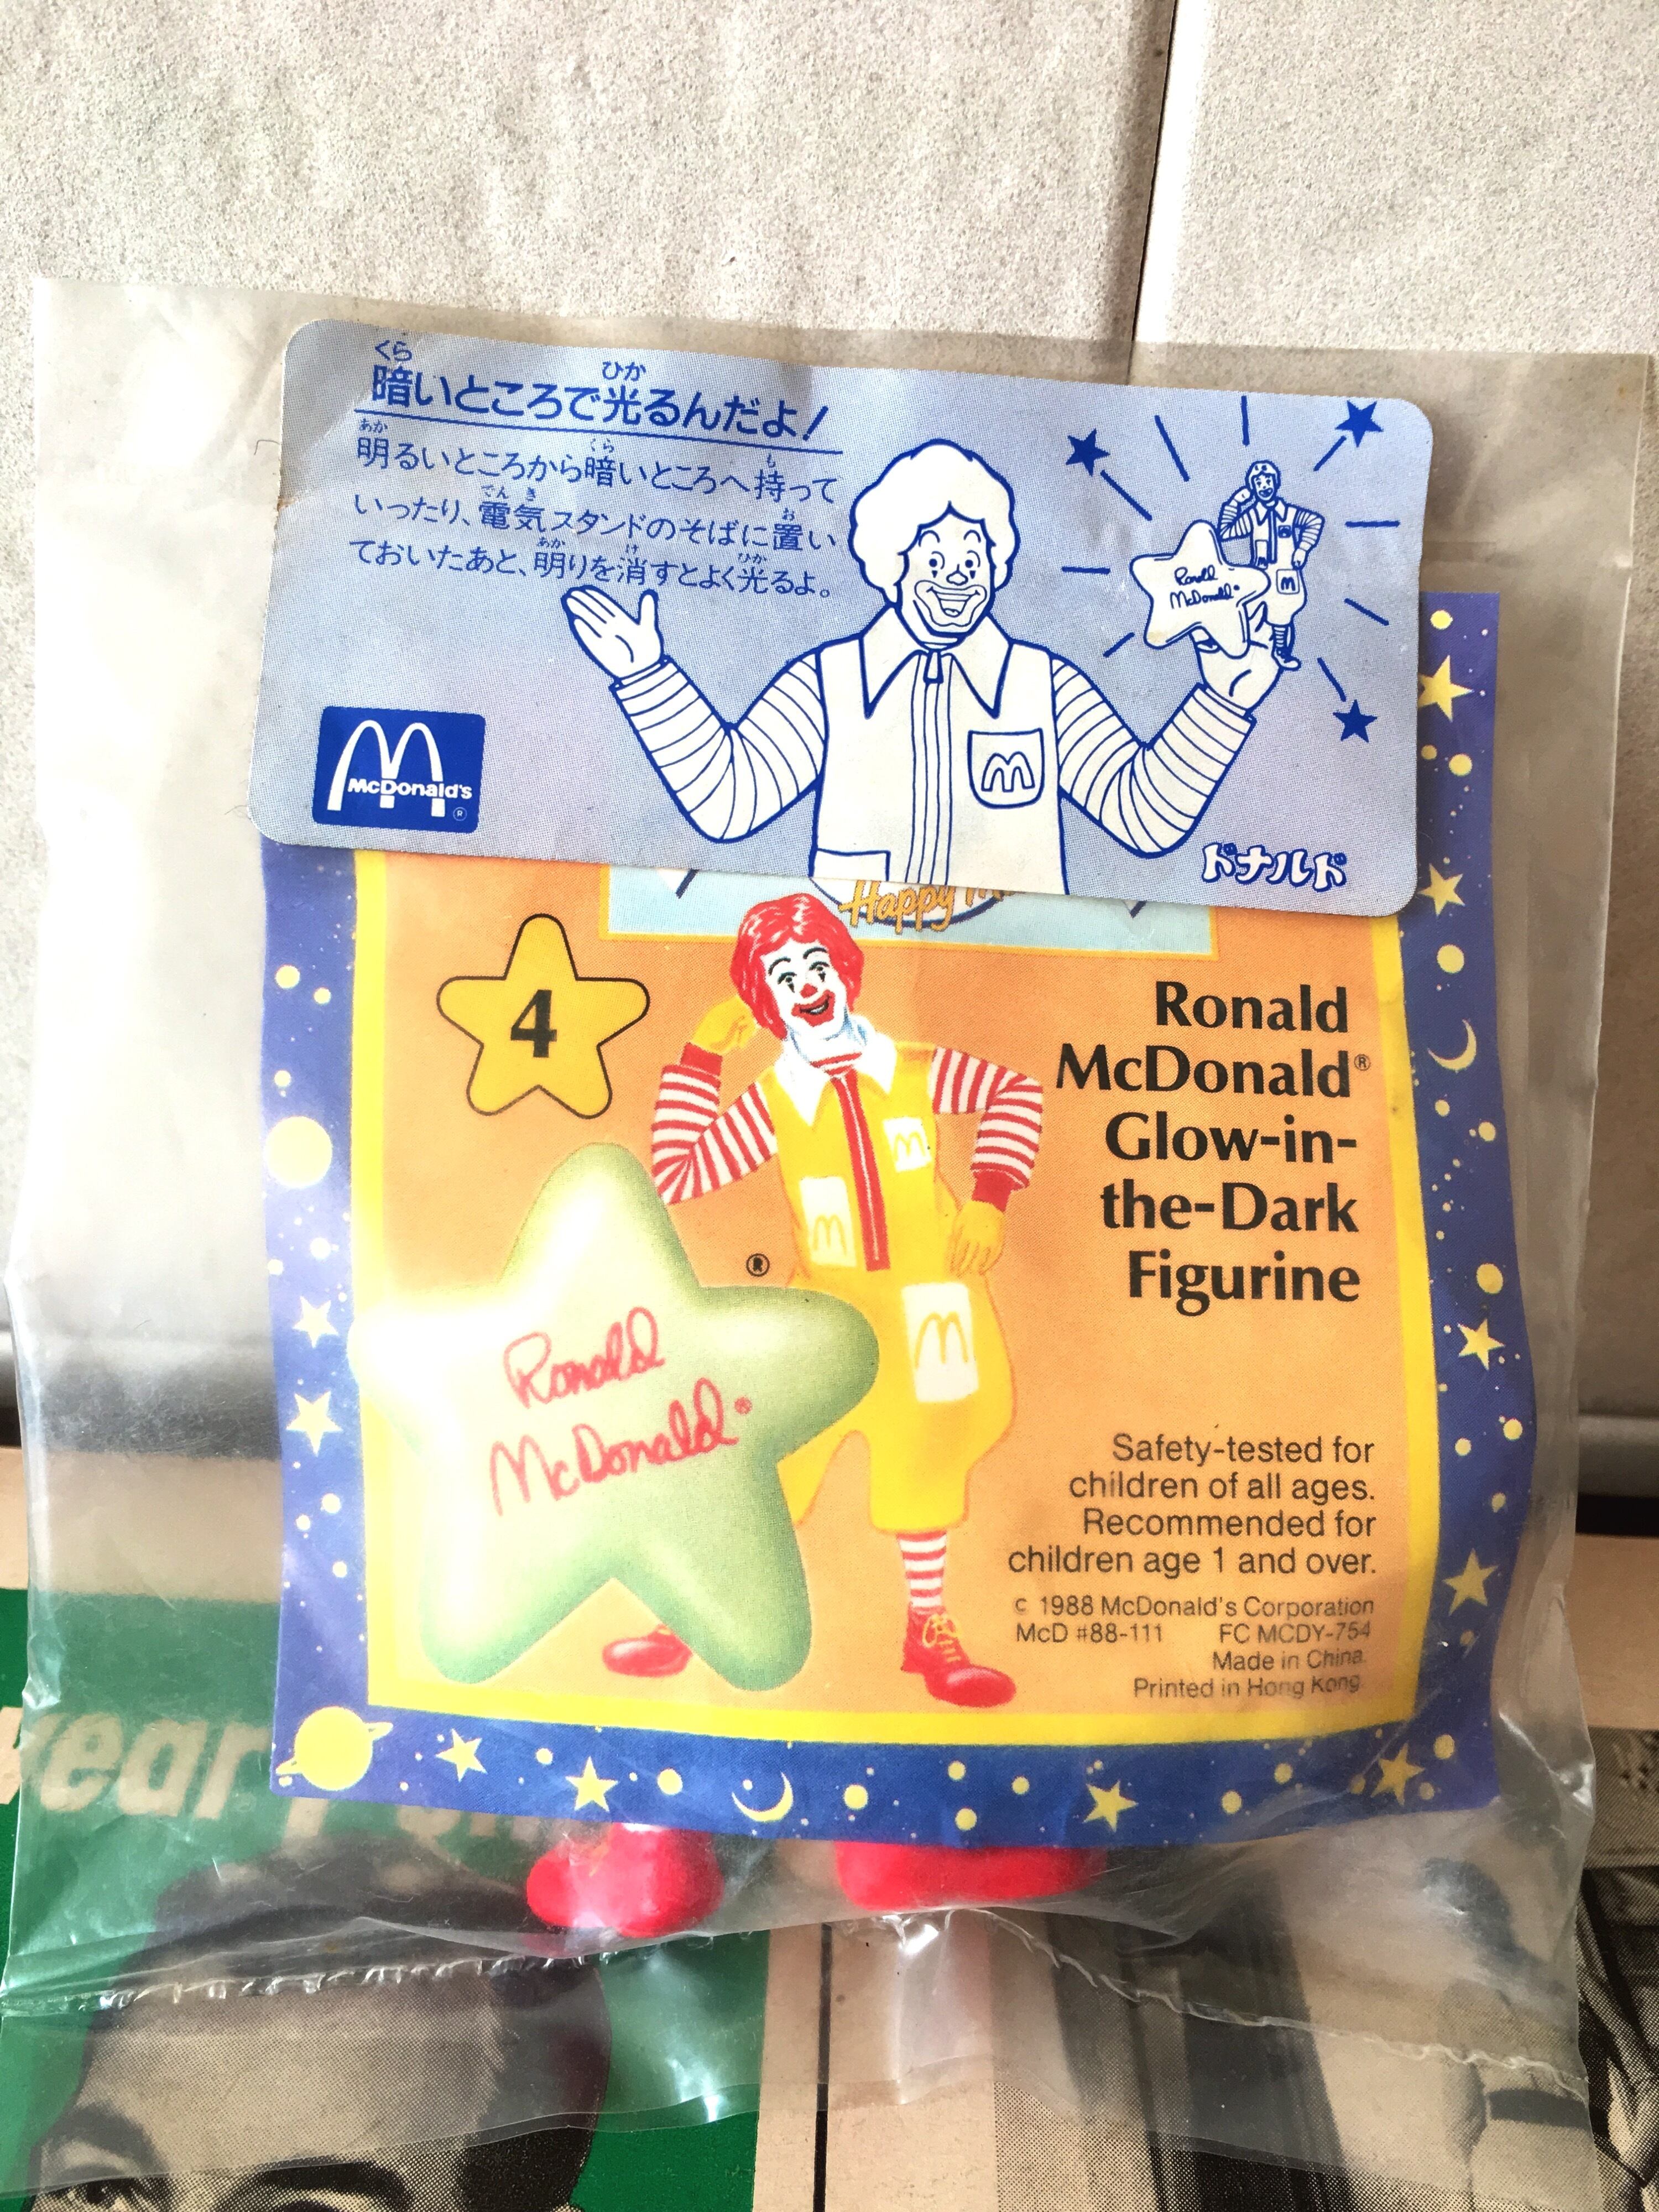 暗いところで光るんだよ!
明るいところから暗いところへ持って
いったり、電気スタンドのそばに置い
ておいたあと、明りを消すとよく光るよ。
Ronald
McDonald
McDonald's
®
ドナルド
Happy
4
Ronald
McDonald®
Glow-in-
the-Dark
Figurine
®
Ronald
McDonald®
Safety-tested for
children of all ages.
Recommended for
children age 1 and over.
© 1988 McDonald's Corporation
McD #88-111 FC MCDY-754
Made in China
Printed in Hong Kong